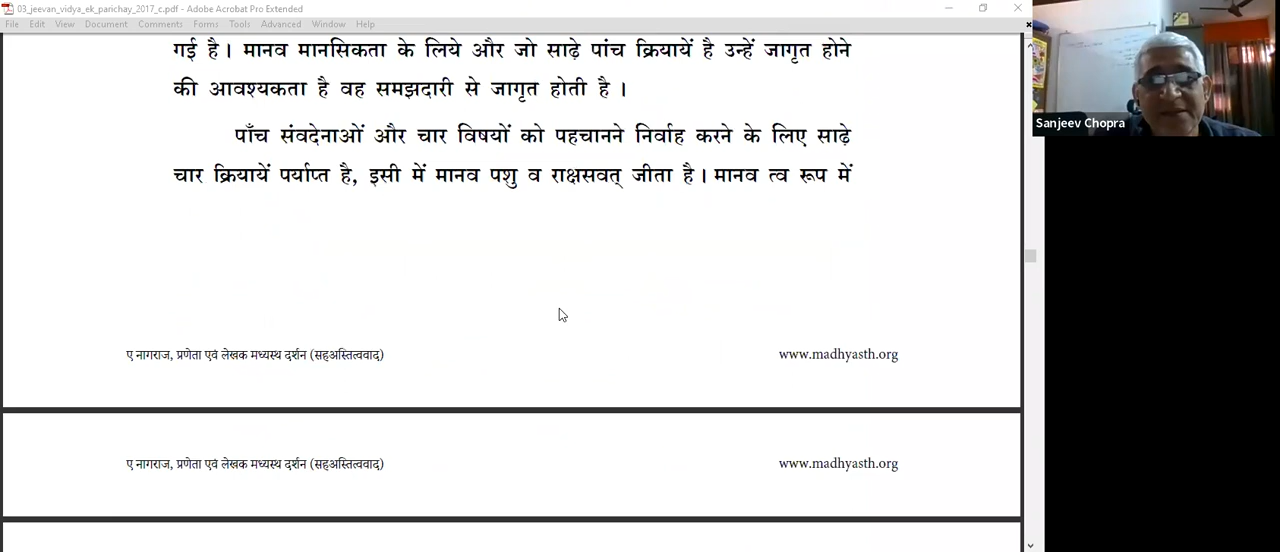 03_jeevan_vidya_ek_parichay_2017_c.pdf - Adobe Acrobat Pro Extended
File Edit View Document Comments Forms Tools Advanced Window Help
गई है। मानव मानसिकता के लिये और जो साढ़े पांच क्रियायें है उन्हें जागृत होने
की आवश्यकता है वह समझदारी से जागृत होती है ।
पाँच संवदेनाओं और चार विषयों को पहचानने निर्वाह करने के लिए साढ़े
चार क्रियायें पर्याप्त है, इसी में मानव पशु व राक्षसवत् जीता है। मानव त्व रूप में
ए नागराज, प्रणेता एवं लेखक मध्यस्थ दर्शन (सहअस्तित्ववाद)
www.madhyasth.org
ए नागराज, प्रणेता एवं लेखक मध्यस्थ दर्शन (सहअस्तित्ववाद)
www.madhyasth.org
Sanjeev Chopra